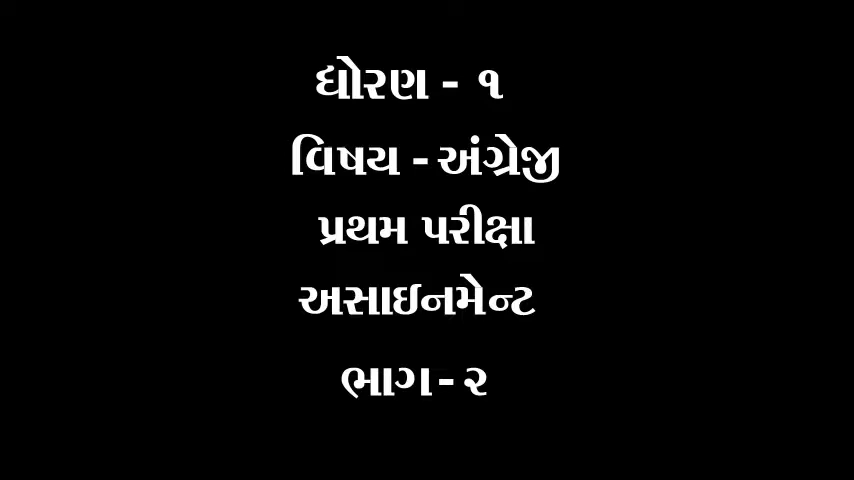 ધોરણ - ૧
વિષય - અંગ્રેજી
પ્રથમ પરીક્ષા
અસાઇનમેન્ટ
ભાગ - ૨